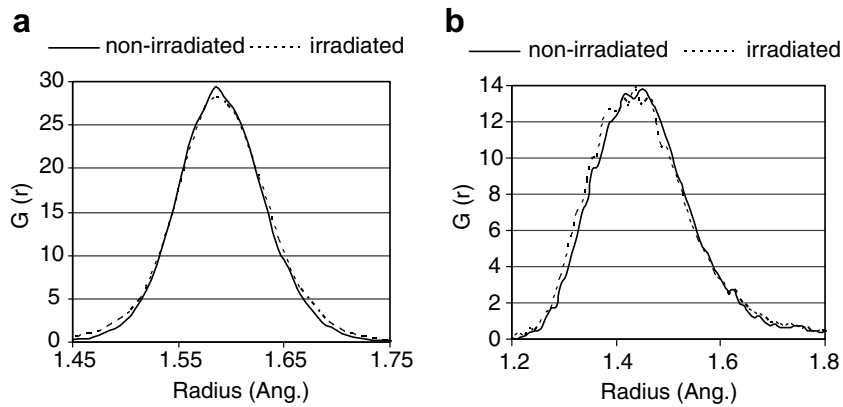 a
non-irradiated irradiated
30
25
20
15
10
5
0
G (r)
1.45 1.55 1.65 1.75
Radius (Ang.)
b
non-irradiated irradiated
14
12
10
8
6
4
2
0
G (r)
1.2 1.4 1.6 1.8
Radius (Ang.)